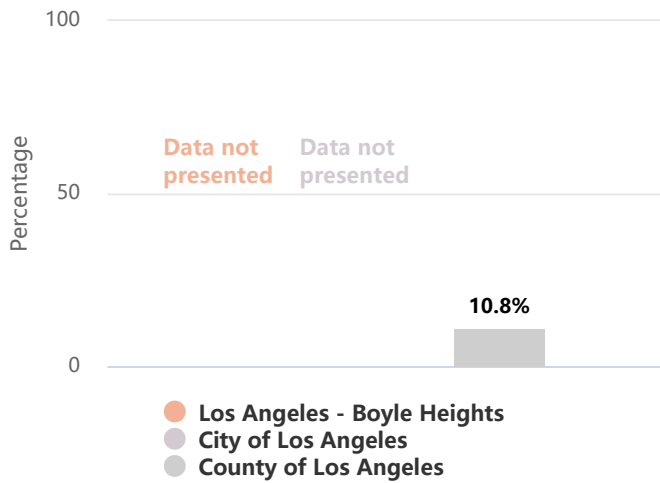 100
Data not
presented
Data not
presented
Percentage
50
10.8%
0
Los Angeles - Boyle Heights
City of Los Angeles
County of Los Angeles